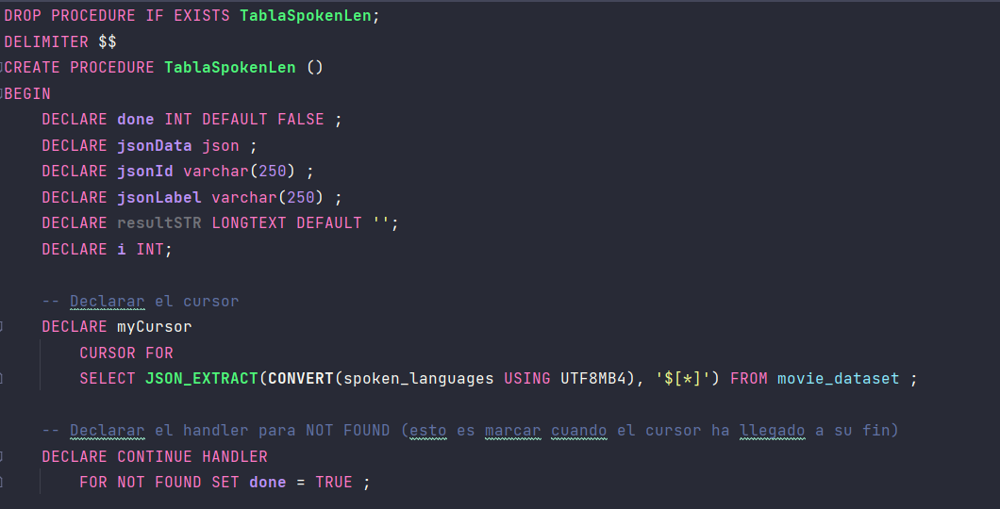 DROP PROCEDURE IF EXISTS TablaSpokenLen;
DELIMITER $$
CREATE PROCEDURE TablaSpokenLen ()
BEGIN
    DECLARE done INT DEFAULT FALSE ;
    DECLARE jsonData json ;
    DECLARE jsonId varchar(250) ;
    DECLARE jsonLabel varchar(250) ;
    DECLARE resultSTR LONGTEXT DEFAULT '';
    DECLARE i INT;
    -- Declarar el cursor
    DECLARE myCursor
        CURSOR FOR
        SELECT JSON_EXTRACT(CONVERT(spoken_languages USING UTF8MB4), '$[*]') FROM movie_dataset ;
    -- Declarar el handler para NOT FOUND (esto es marcar cuando el cursor ha llegado a su fin)
    DECLARE CONTINUE HANDLER
        FOR NOT FOUND SET done = TRUE ;